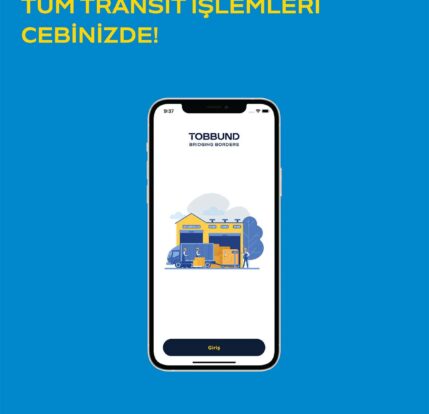 TÜM TRANSİT İŞLEMLERİ
CEBİNİZDE!
9:37
TOBBUND
BRIDGING BORDERS
Giriş